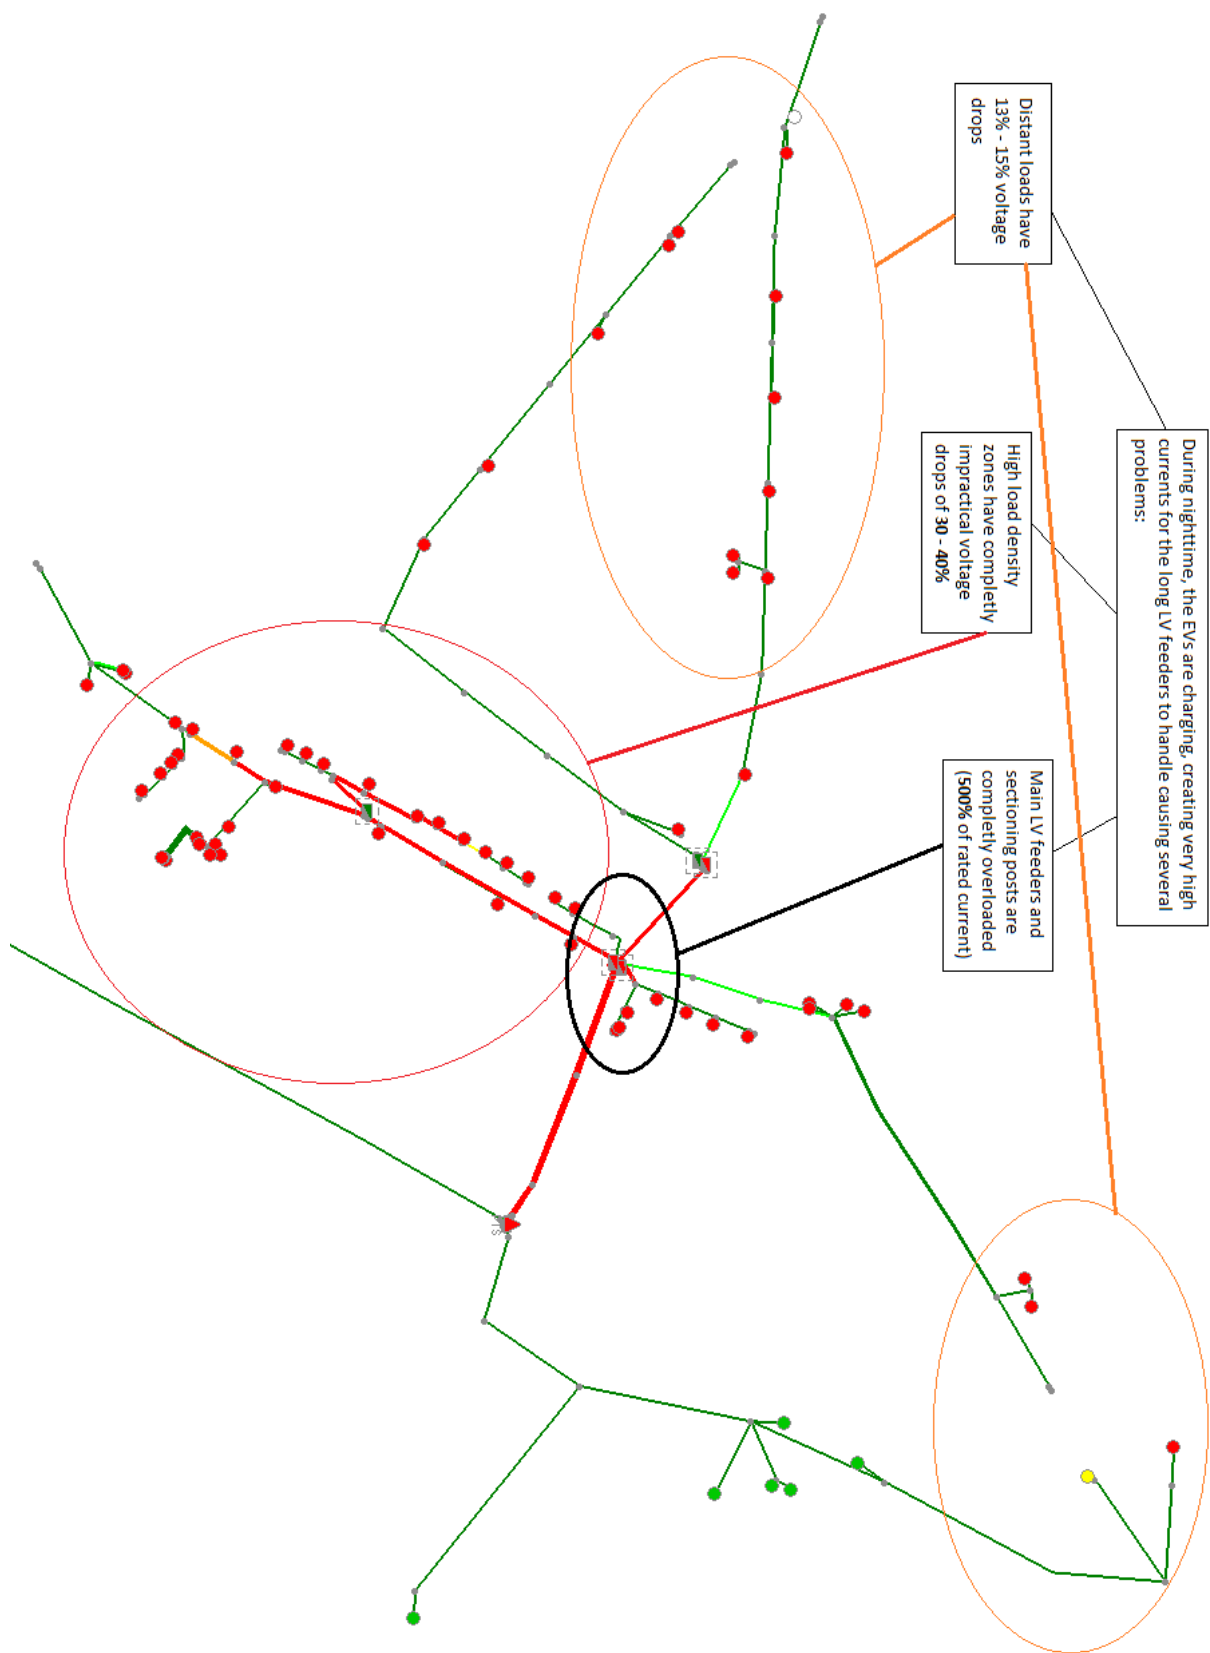 During nighttime, the EVs are charging, creating very high
currents for the long LV feeders to handle causing several
problems:
Distant loads have
13% - 15% voltage
drops
High load density
zones have completly
impractical voltage
drops of 30 - 40%
Main LV feeders and
sectioning posts are
completly overloaded
(500% of rated current)